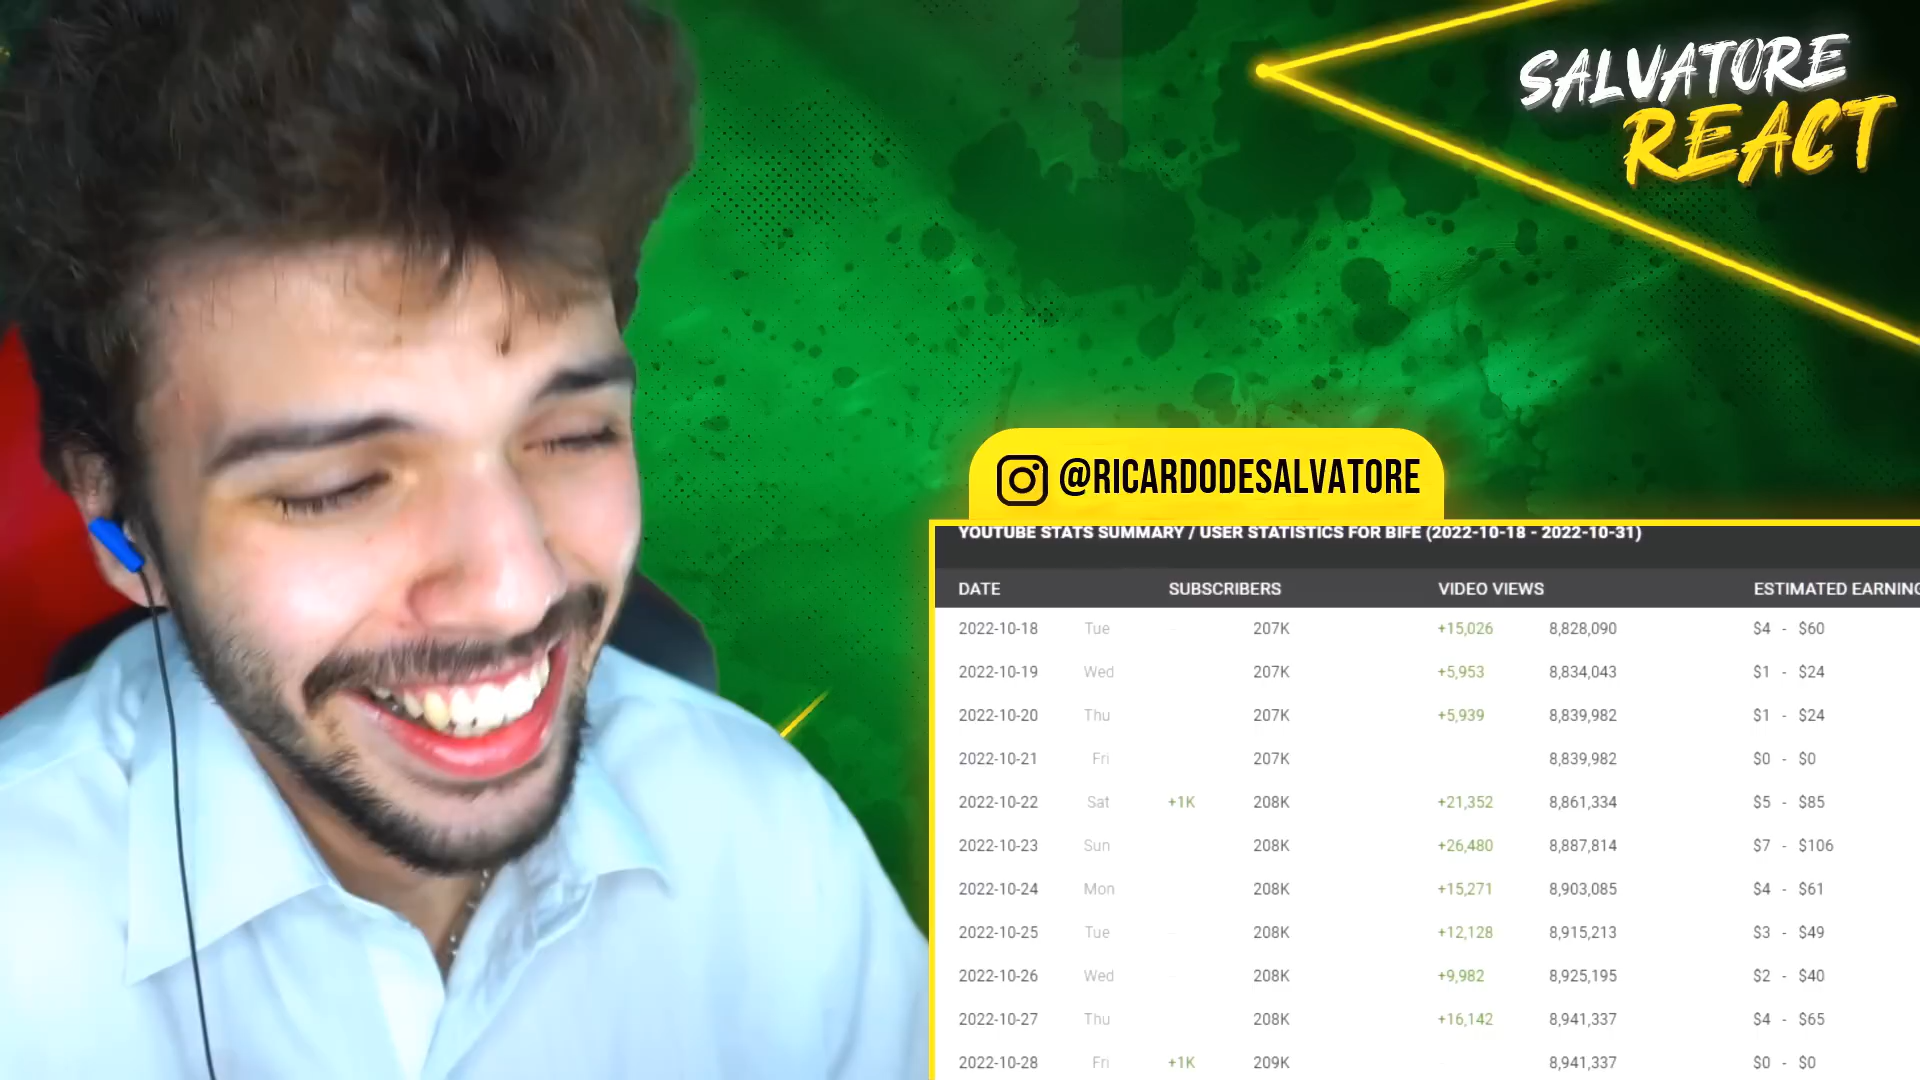 SALVATORE
REACT
@RICARDODESALVATORE
YOUTUBE STATS SUMMARY / USER STATISTICS FOR BIFE (2022-10-18 - 2022-10-31)
DATE SUBSCRIBERS VIDEO VIEWS ESTIMATED EARNING
2022-10-18 Tue -- 207K +15,026 8,828,090 $4 - $60
2022-10-19 Wed 207K +5,953 8,834,043 $1 - $24
2022-10-20 Thu 207K +5,939 8,839,982 $1 - $24
2022-10-21 Fri 207K 8,839,982 $0 - $0
2022-10-22 Sat +1K 208K +21,352 8,861,334 $5 - $85
2022-10-23 Sun 208K +26,480 8,887,814 $7 - $106
2022-10-24 Mon 208K +15,271 8,903,085 $4 - $61
2022-10-25 Tue -- 208K +12,128 8,915,213 $3 - $49
2022-10-26 Wed -- 208K +9,982 8,925,195 $2 - $40
2022-10-27 Thu 208K +16,142 8,941,337 $4 - $65
2022-10-28 Fri +1K 209K -- 8,941,337 $0 - $0